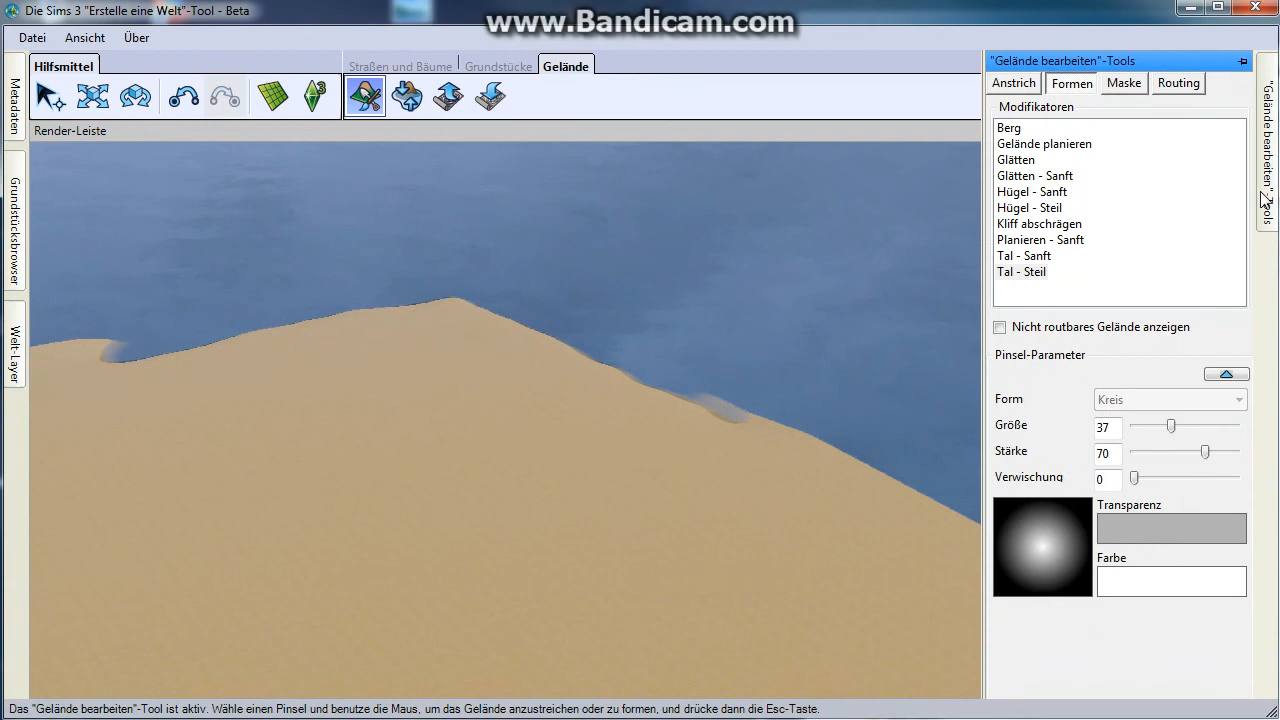 Die Sims 3 "Erstelle eine Welt"-Tool - Beta
www.Bandicam.com
Datei Ansicht Über
Hilfsmittel
Straßen und Bäume Grundstücke Gelände
Render-Leiste
Metadaten
Grundstücksbrowser
Welt-Layer
"Gelände bearbeiten"-Tools
Anstrich Formen Maske Routing
Modifikatoren
Berg
Gelände planieren
Glätten
Glätten - Sanft
Hügel - Sanft
Hügel - Steil
Kliff abschrägen
Planieren - Sanft
Tal - Sanft
Tal - Steil
Nicht routbares Gelände anzeigen
Pinsel-Parameter
Form Kreis
Größe 37
Stärke 70
Verwischung 0
Transparenz
Farbe
"Gelände bearbeiten"-Tools
Das "Gelände bearbeiten"-Tool ist aktiv. Wähle einen Pinsel und benutze die Maus, um das Gelände anzustreichen oder zu formen, und drücke dann die Esc-Taste.